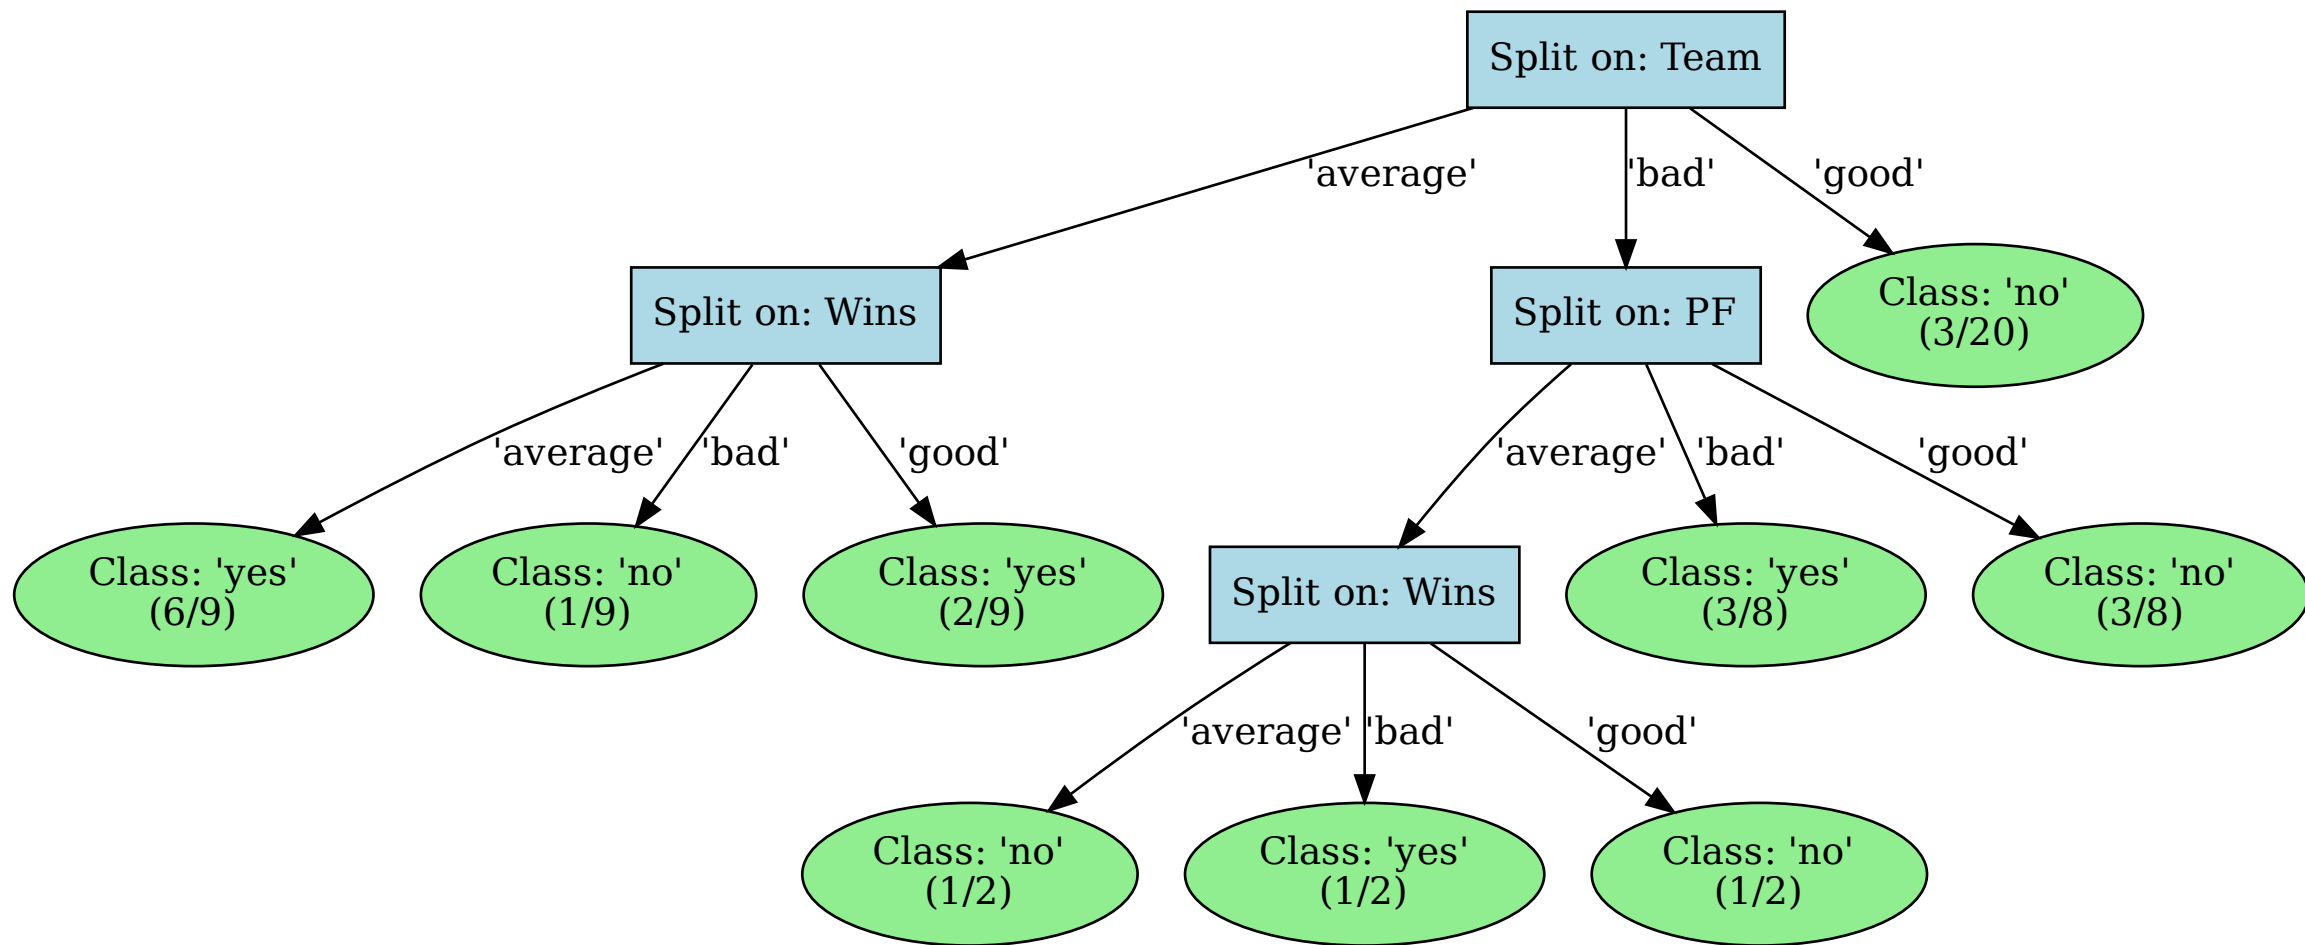 Split on: Team
'average'
'bad'
'good'
Split on: Wins
Split on: PF
Class: 'no'
(3/20)
'average'
'bad'
'good'
'average'
'bad'
'good'
Class: 'yes'
(6/9)
Class: 'no'
(1/9)
Class: 'yes'
(2/9)
Split on: Wins
Class: 'yes'
(3/8)
Class: 'no'
(3/8)
'average'
'bad'
'good'
Class: 'no'
(1/2)
Class: 'yes'
(1/2)
Class: 'no'
(1/2)